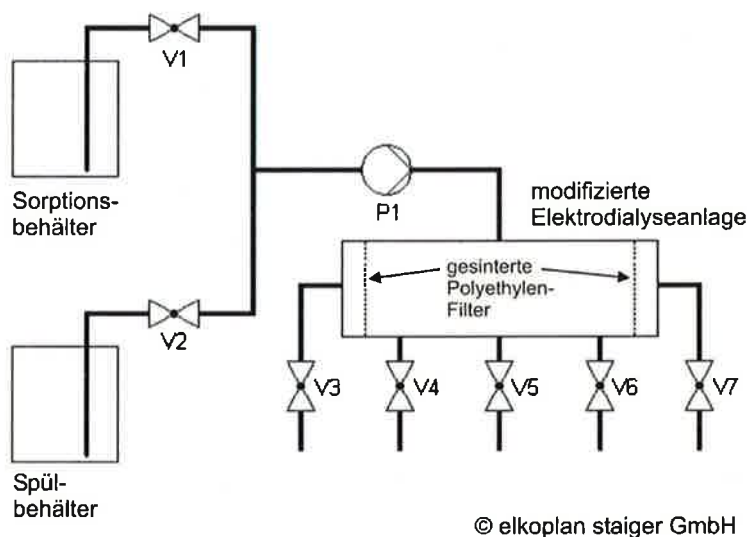 V1
Sorptions-
behälter
P1
modifizierte
Elektrodialyseanlage
gesinterte
Polyethylen-
Filter
V2
V3
V4
V5
V6
V7
Spül-
behälter
© elkoplan staiger GmbH